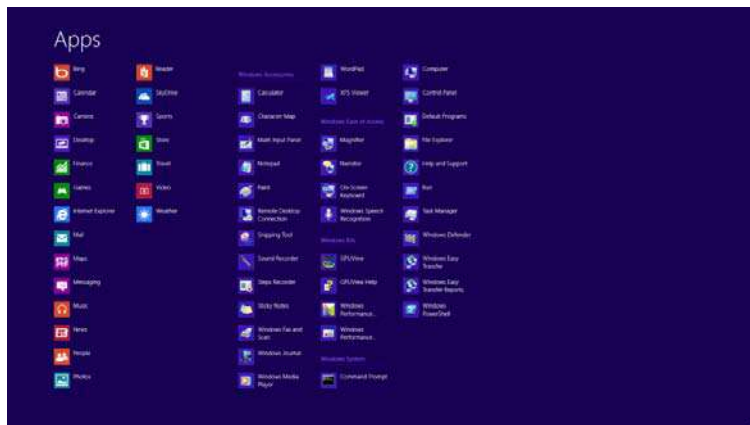 Apps
Bing
Calendar
Camera
Desktop
Finance
Games
Internet Explorer
Mail
Maps
Messaging
Music
News
People
Photos
Reader
SkyDrive
Sports
Store
Travel
Video
Weather
Windows Accessories
Calculator
Character Map
Math Input Panel
Notepad
Paint
Remote Desktop
Connection
Snipping Tool
Sound Recorder
Steps Recorder
Sticky Notes
Windows Fax and
Scan
Windows Journal
Windows Media
Player
WordPad
XPS Viewer
Windows Ease of Access
Magnifier
Narrator
On-Screen
Keyboard
Windows Speech
Recognition
Windows Kits
GPUView
GPUView Help
Windows
Performance...
Windows
Performance...
Windows System
Command Prompt
Computer
Control Panel
Default Programs
File Explorer
Help and Support
Run
Task Manager
Windows Defender
Windows Easy
Transfer
Windows Easy
Transfer Reports
Windows
PowerShell